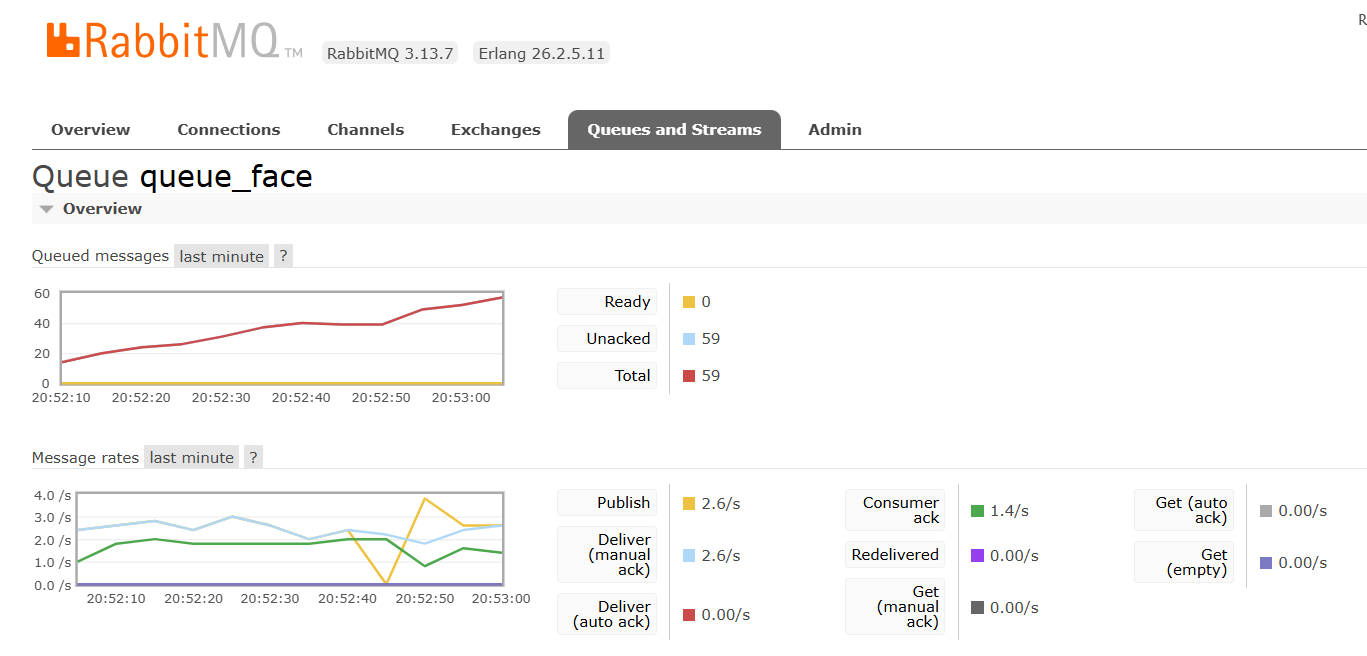 R
RabbitMQ TM RabbitMQ 3.13.7 Erlang 26.2.5.11
Overview Connections Channels Exchanges Queues and Streams Admin
Queue queue_face
Overview
Queued messages last minute ?
60
40
20
0
20:52:10 20:52:20 20:52:30 20:52:40 20:52:50 20:53:00
Ready 0
Unacked 59
Total 59
Message rates last minute ?
4.0 /s
3.0 /s
2.0 /s
1.0 /s
0.0 /s
20:52:10 20:52:20 20:52:30 20:52:40 20:52:50 20:53:00
Publish 2.6/s
Deliver
(manual
ack) 2.6/s
Deliver
(auto ack) 0.00/s
Consumer
ack 1.4/s
Redelivered 0.00/s
Get
(manual
ack) 0.00/s
Get (auto
ack) 0.00/s
Get
(empty) 0.00/s